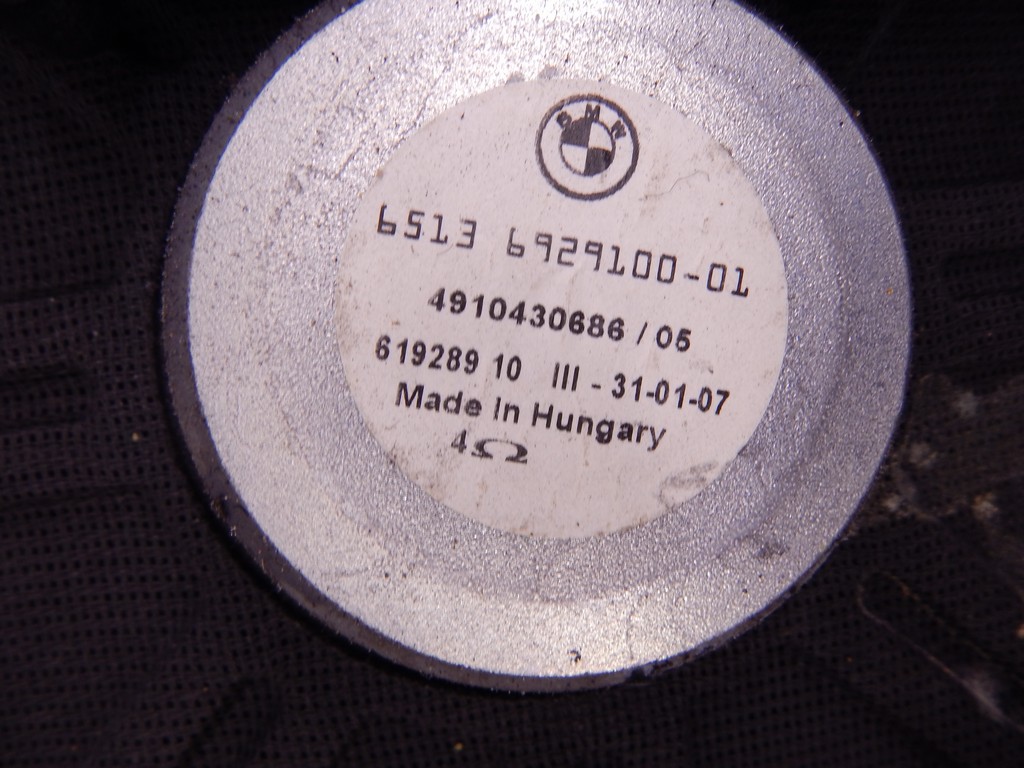 BMW
6513 6929100-01
4910430686 / 05
619289 10 III - 31-01-07
Made in Hungary
4Ω